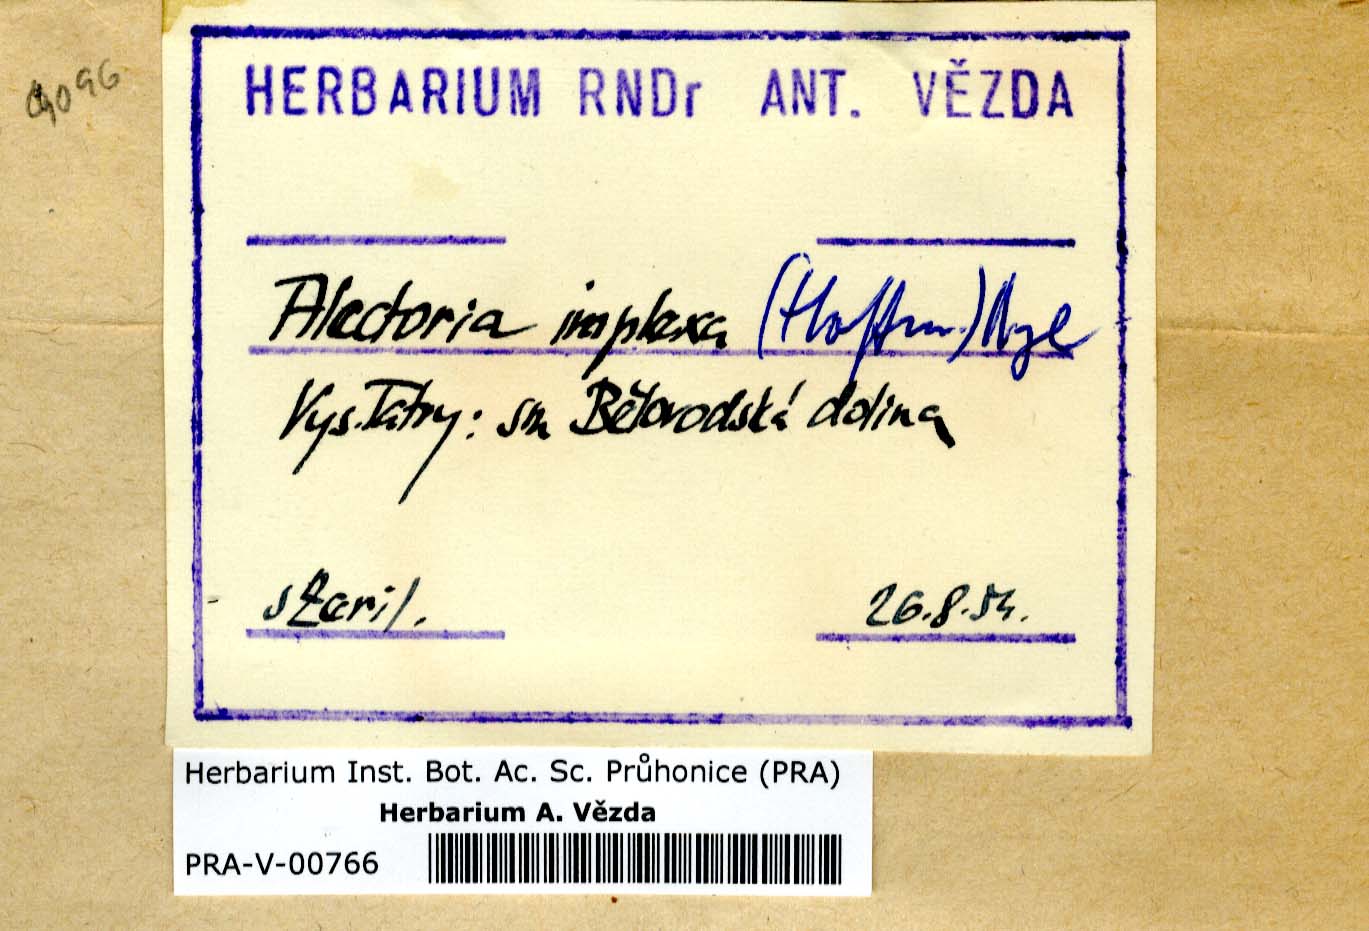 9096
HERBARIUM RNDr ANT. VĚZDA
Alectoria implexa (Hoffm.) Nyl
Vys. Tatry: sm Bělovodská dolina
steril.
26.8.54.
Herbarium Inst. Bot. Ac. Sc. Průhonice (PRA)
Herbarium A. Vězda
PRA-V-00766